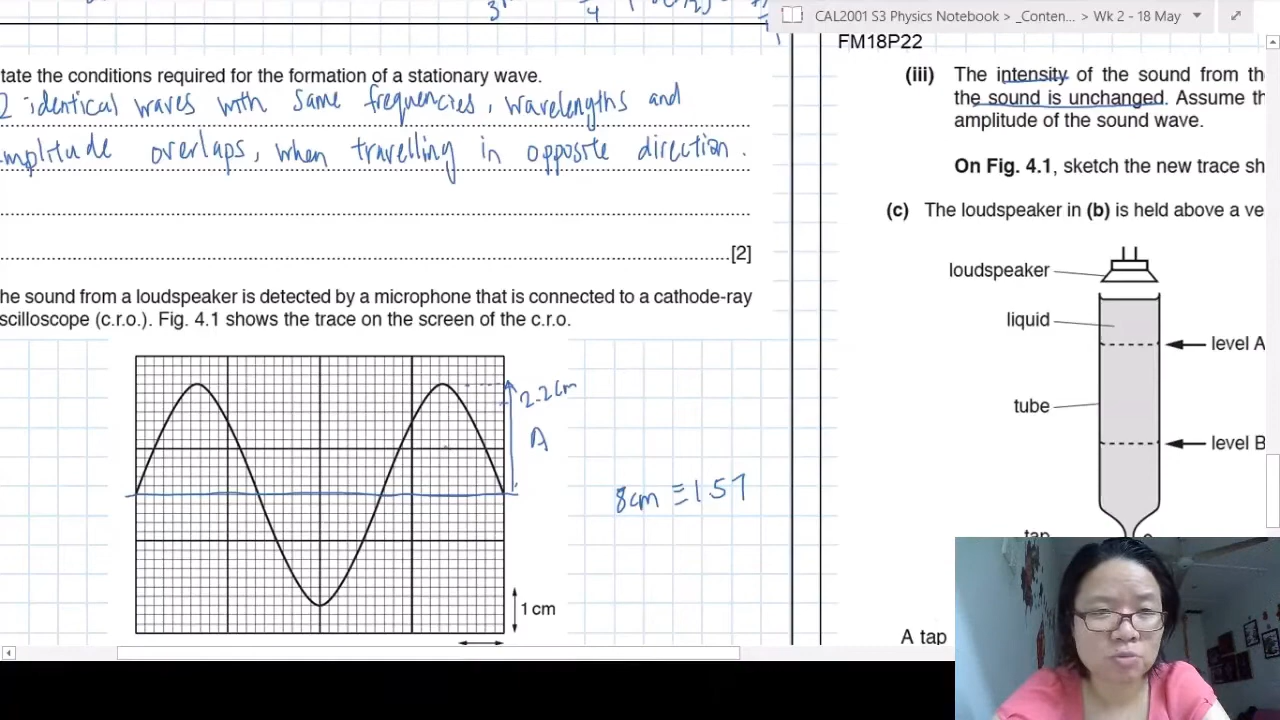 CAL2001 S3 Physics Notebook > _Conten... > Wk 2 - 18 May
tate the conditions required for the formation of a stationary wave.
2 identical waves with same frequencies, wavelengths and
mplitude overlaps, when travelling in opposite direction.
[2]
he sound from a loudspeaker is detected by a microphone that is connected to a cathode-ray
scilloscope (c.r.o.). Fig. 4.1 shows the trace on the screen of the c.r.o.
2.2cm
A
8cm ≡ 1.5T
1 cm
FM18P22
(iii) The intensity of the sound from th
the sound is unchanged. Assume th
amplitude of the sound wave.
On Fig. 4.1, sketch the new trace sh
(c) The loudspeaker in (b) is held above a ve
loudspeaker
liquid
level A
tube
level B
A tap